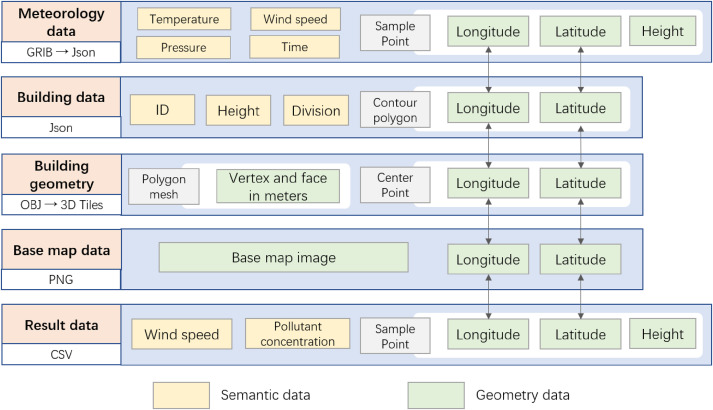 Meteorology
data
GRIB → Json
Temperature
Wind speed
Pressure
Time
Sample
Point
Longitude
Latitude
Height
Building data
Json
ID
Height
Division
Contour
polygon
Longitude
Latitude
Building
geometry
OBJ → 3D Tiles
Polygon
mesh
Vertex and face
in meters
Center
Point
Longitude
Latitude
Base map data
PNG
Base map image
Longitude
Latitude
Result data
CSV
Wind speed
Pollutant
concentration
Sample
Point
Longitude
Latitude
Height
Semantic data
Geometry data